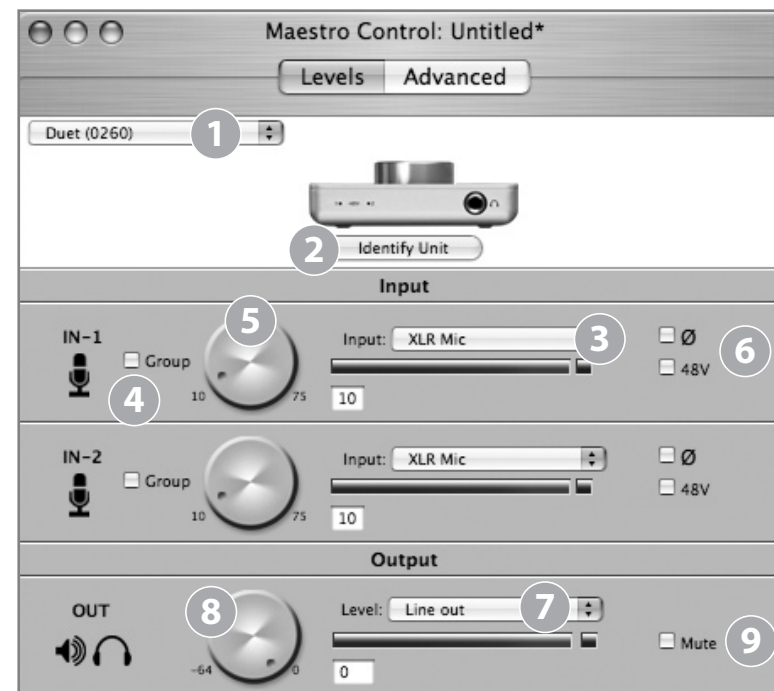 Maestro Control: Untitled*
Levels Advanced
Duet (0260) 1
2 Identify Unit
Input
IN-1
Group
4
5
10 75
Input: XLR Mic 3
10
Ø
48V
6
IN-2
Group
10 75
Input: XLR Mic
10
Ø
48V
Output
OUT
8
-64 0
Level: Line out 7
0
Mute 9